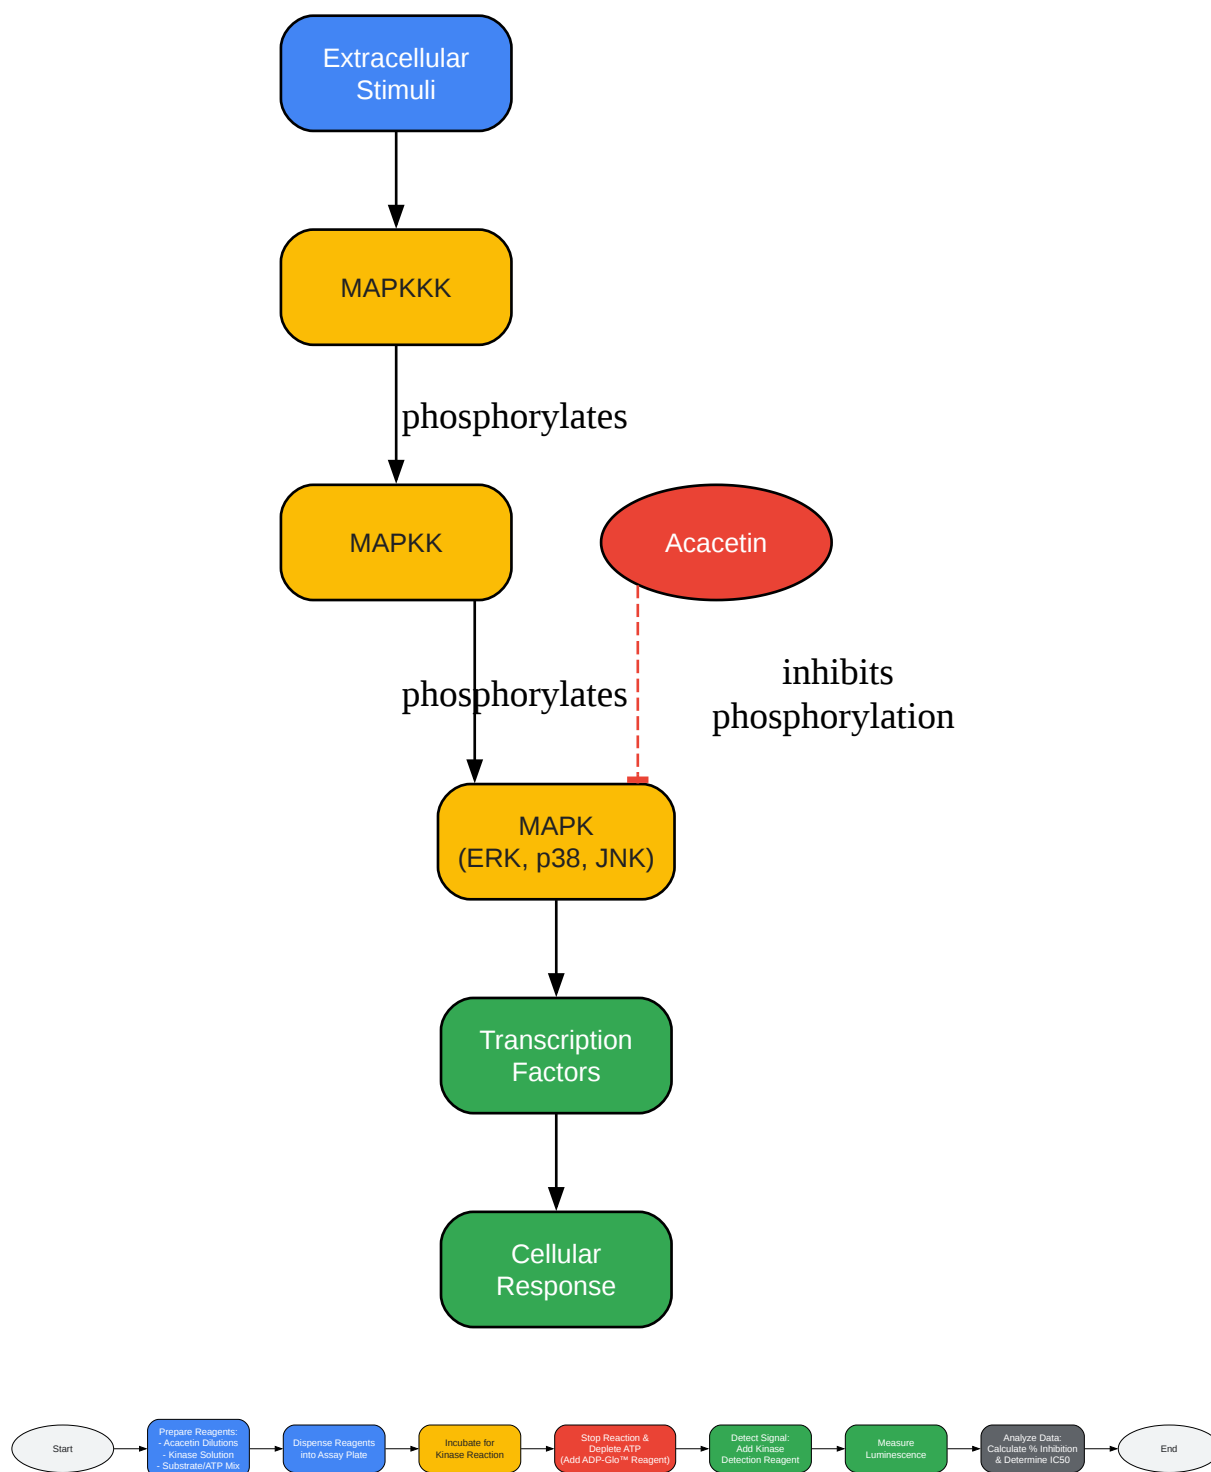 Extracellular
Stimuli
MAPKKK
phosphorylates
MAPKK
Acacetin
phosphorylates
inhibits
phosphorylation
MAPK
(ERK, p38, JNK)
Transcription
Factors
Cellular
Response
Start
Prepare Reagents:
- Acacetin Dilutions
- Kinase Solution
- Substrate/ATP Mix
Dispense Reagents
into Assay Plate
Incubate for
Kinase Reaction
Stop Reaction &
Deplete ATP
(Add ADP-Glo™ Reagent)
Detect Signal:
Add Kinase
Detection Reagent
Measure
Luminescence
Analyze Data:
Calculate % Inhibition
& Determine IC50
End